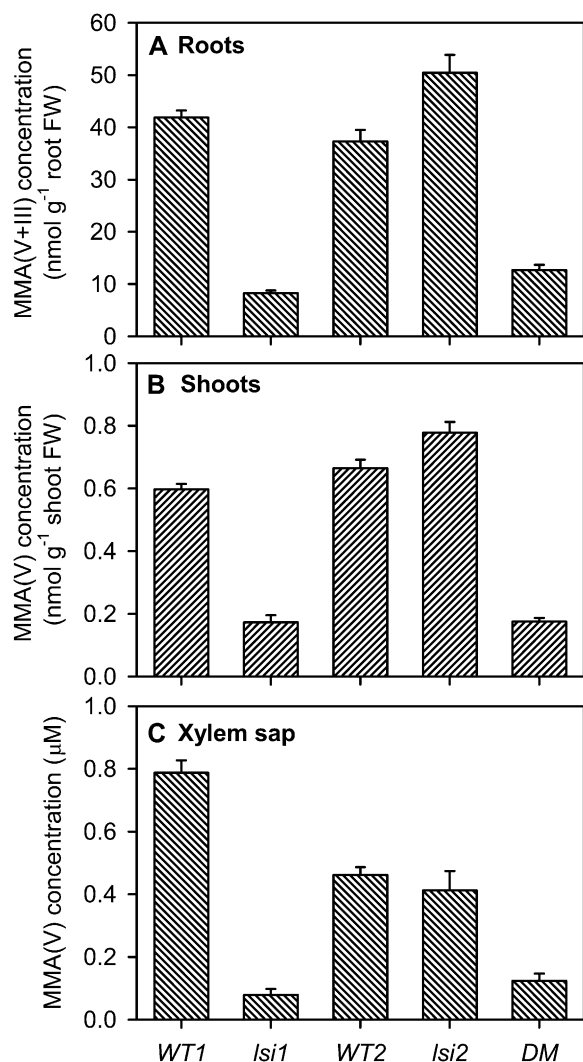 A Roots
MMA(V+III) concentration
(nmol g⁻¹ root FW)
60
50
40
30
20
10
0
B Shoots
MMA(V) concentration
(nmol g⁻¹ shoot FW)
1.0
0.8
0.6
0.4
0.2
0.0
C Xylem sap
MMA(V) concentration (μM)
1.0
0.8
0.6
0.4
0.2
0.0
WT1 lsi1 WT2 lsi2 DM